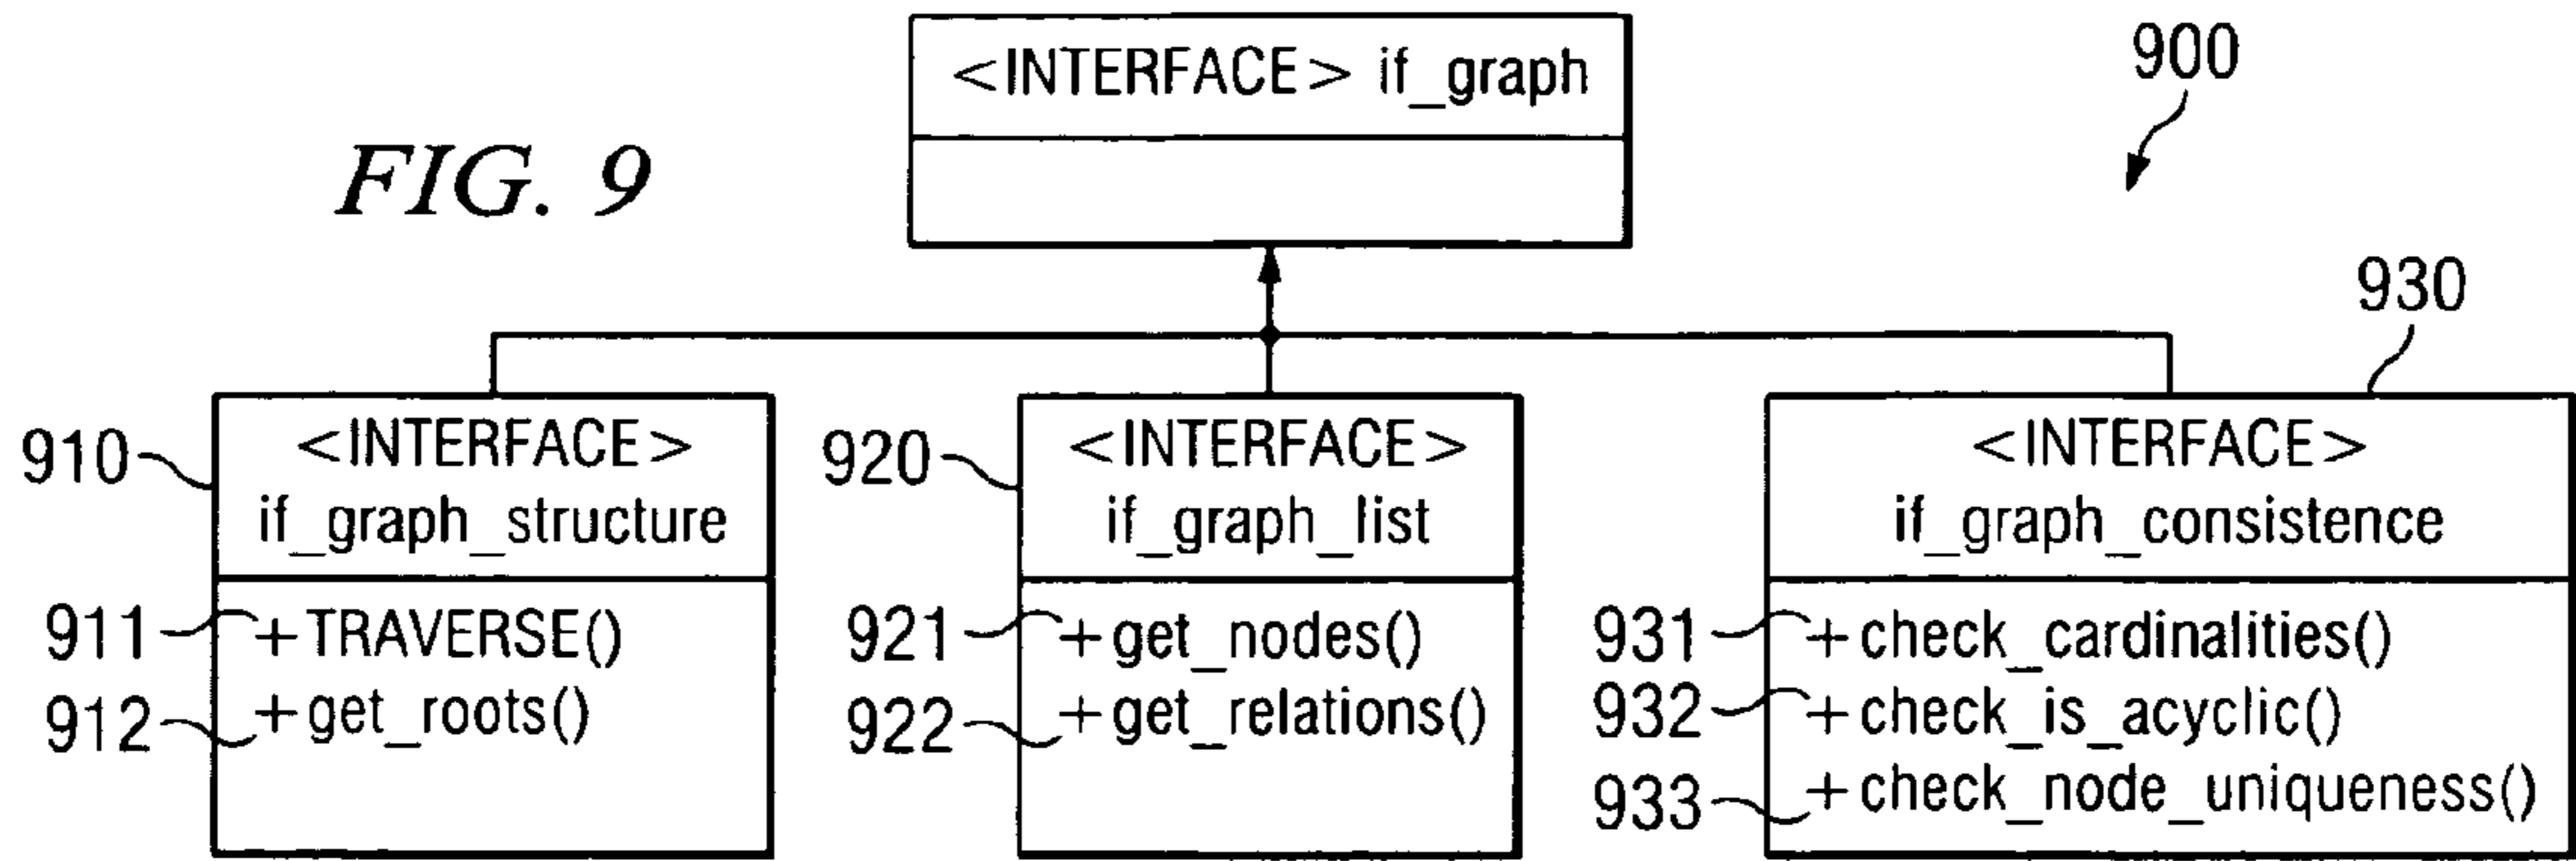 <INTERFACE> if_graph
900
FIG. 9
930
910
<INTERFACE>
if_graph_structure
911
+TRAVERSE()
912
+get_roots()
920
<INTERFACE>
if_graph_list
921
+get_nodes()
922
+get_relations()
<INTERFACE>
if_graph_consistence
931
+check_cardinalities()
932
+check_is_acyclic()
933
+check_node_uniqueness()